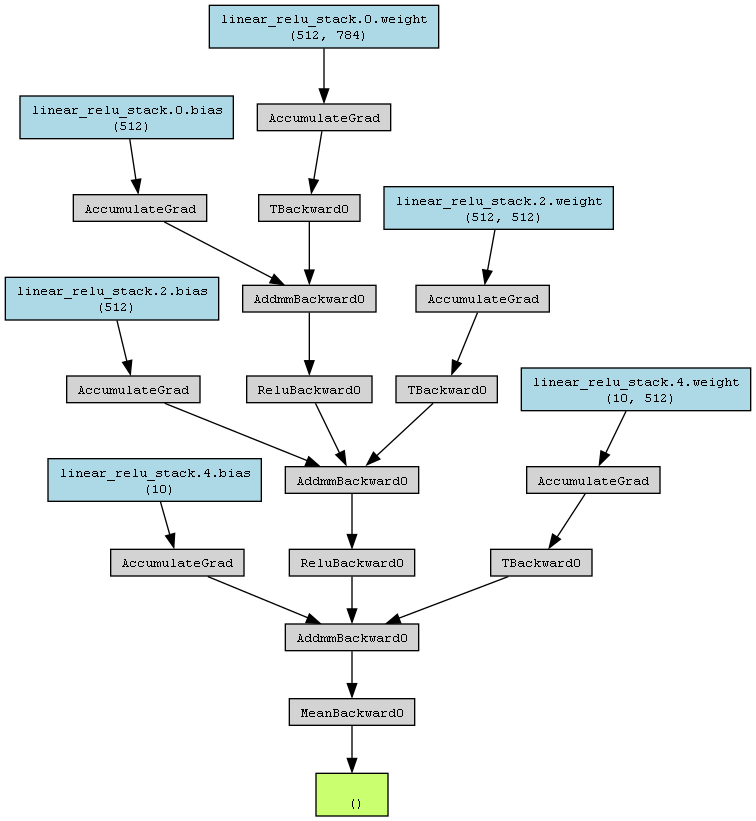 linear_relu_stack.0.weight
(512, 784)
linear_relu_stack.0.bias
(512)
AccumulateGrad
AccumulateGrad
TBackward0
linear_relu_stack.2.weight
(512, 512)
linear_relu_stack.2.bias
(512)
AddmmBackward0
AccumulateGrad
AccumulateGrad
ReluBackward0
TBackward0
linear_relu_stack.4.weight
(10, 512)
linear_relu_stack.4.bias
(10)
AddmmBackward0
AccumulateGrad
AccumulateGrad
ReluBackward0
TBackward0
AddmmBackward0
MeanBackward0
()